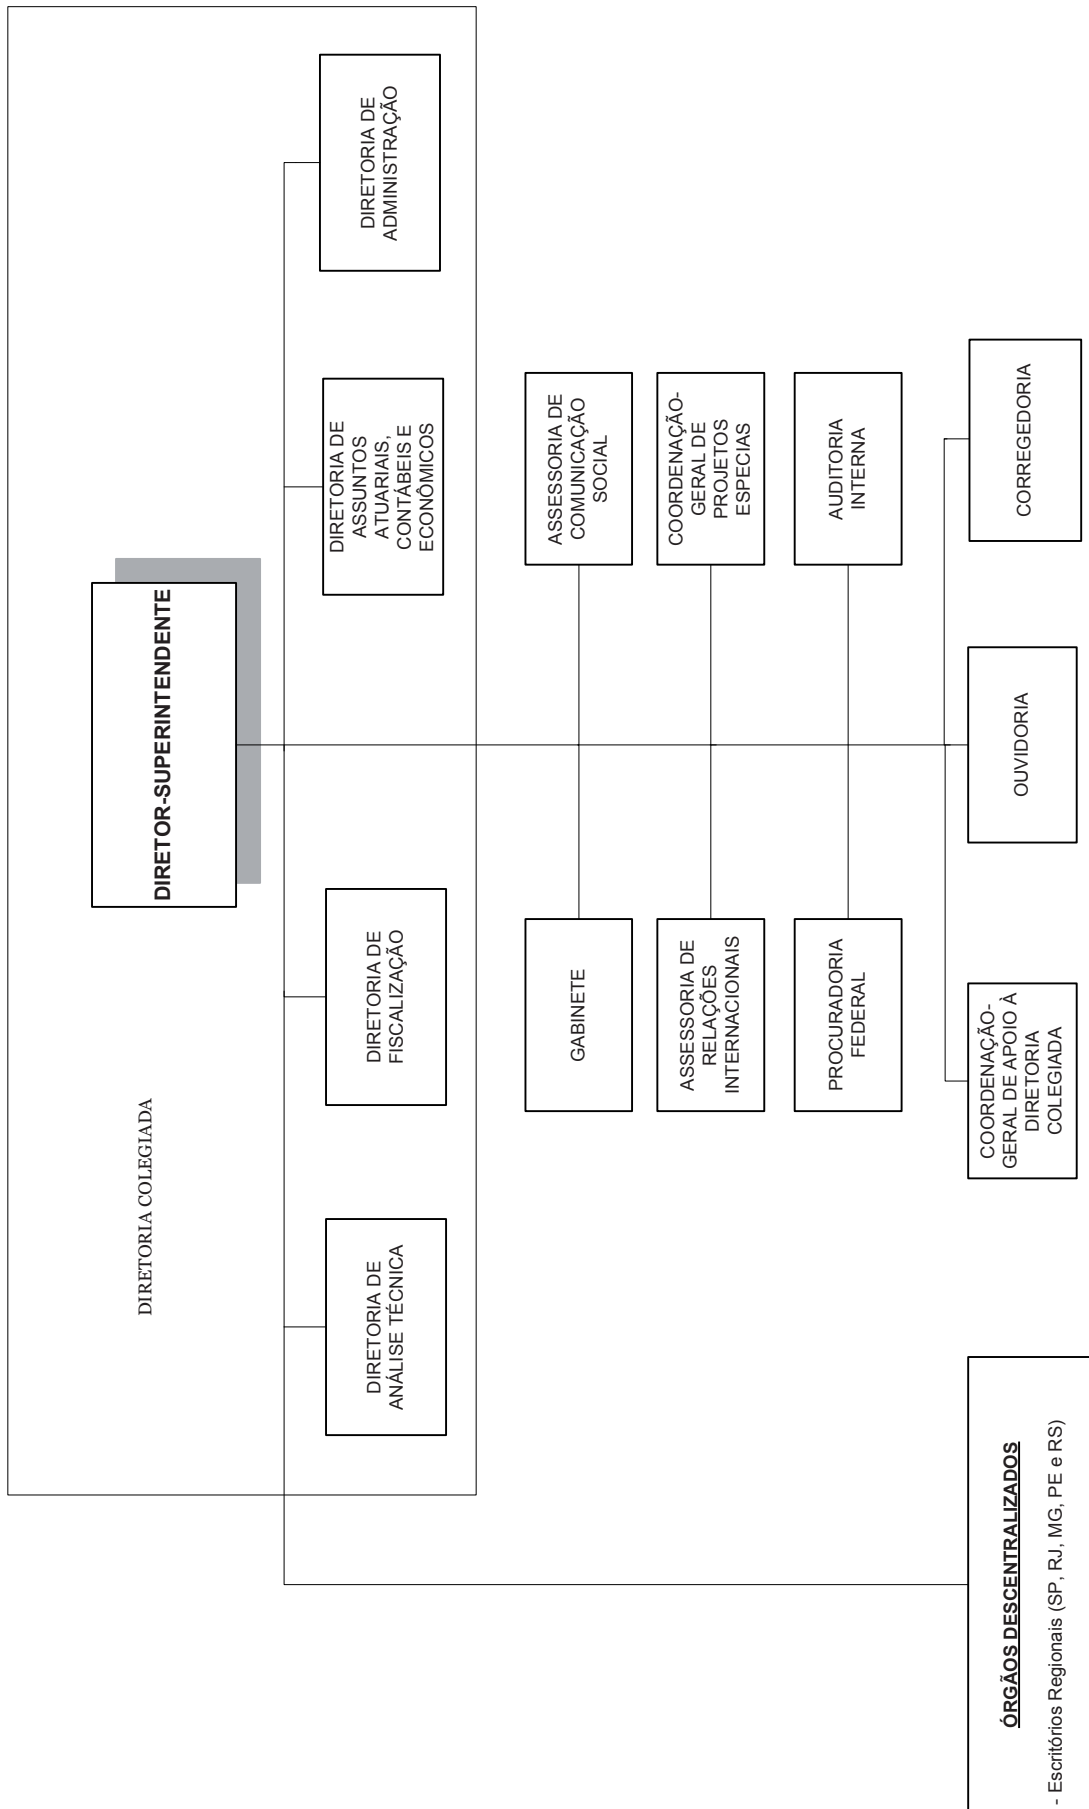 DIRETORIA COLEGIADA
DIRETOR-SUPERINTENDENTE
DIRETORIA DE
ANÁLISE TÉCNICA
DIRETORIA DE
FISCALIZAÇÃO
DIRETORIA DE
ASSUNTOS
ATUARIAIS,
CONTÁBEIS E
ECONÔMICOS
DIRETORIA DE
ADMINISTRAÇÃO
GABINETE
ASSESSORIA DE
COMUNICAÇÃO
SOCIAL
ASSESSORIA DE
RELAÇÕES
INTERNACIONAIS
COORDENAÇÃO-
GERAL DE
PROJETOS
ESPECIAS
PROCURADORIA
FEDERAL
AUDITORIA
INTERNA
COORDENAÇÃO-
GERAL DE APOIO À
DIRETORIA
COLEGIADA
OUVIDORIA
CORREGEDORIA
ÓRGÃOS DESCENTRALIZADOS
- Escritórios Regionais (SP, RJ, MG, PE e RS)